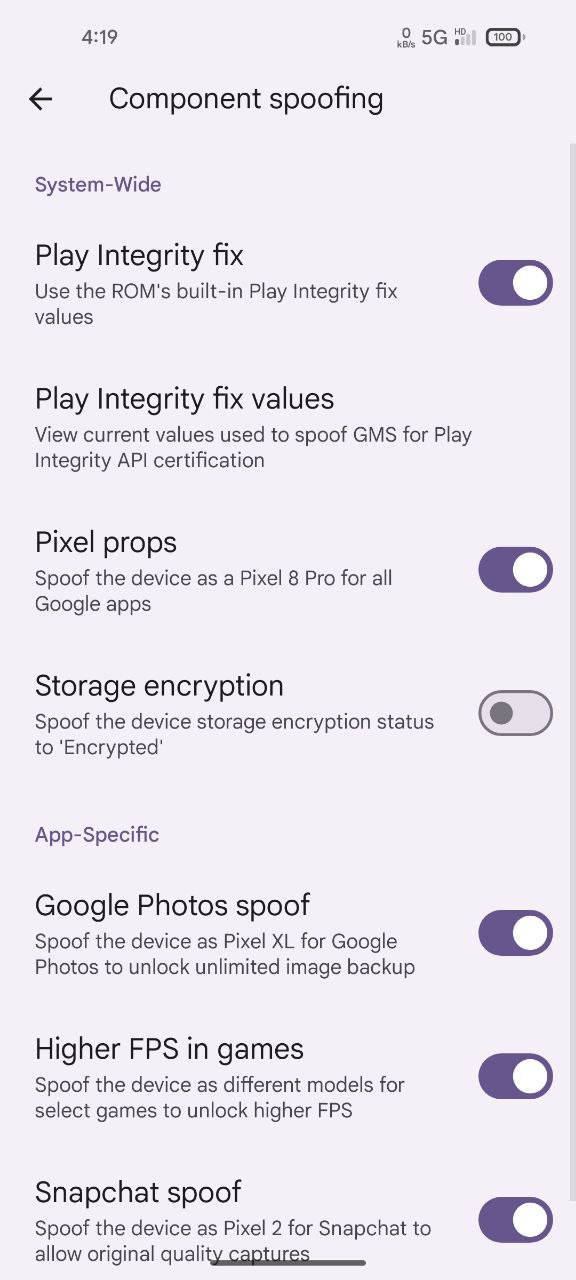 4:19
0
kB/s
5G
HD
100
Component spoofing
System-Wide
Play Integrity fix
Use the ROM's built-in Play Integrity fix
values
Play Integrity fix values
View current values used to spoof GMS for Play
Integrity API certification
Pixel props
Spoof the device as a Pixel 8 Pro for all
Google apps
Storage encryption
Spoof the device storage encryption status
to 'Encrypted'
App-Specific
Google Photos spoof
Spoof the device as Pixel XL for Google
Photos to unlock unlimited image backup
Higher FPS in games
Spoof the device as different models for
select games to unlock higher FPS
Snapchat spoof
Spoof the device as Pixel 2 for Snapchat to
allow original quality captures